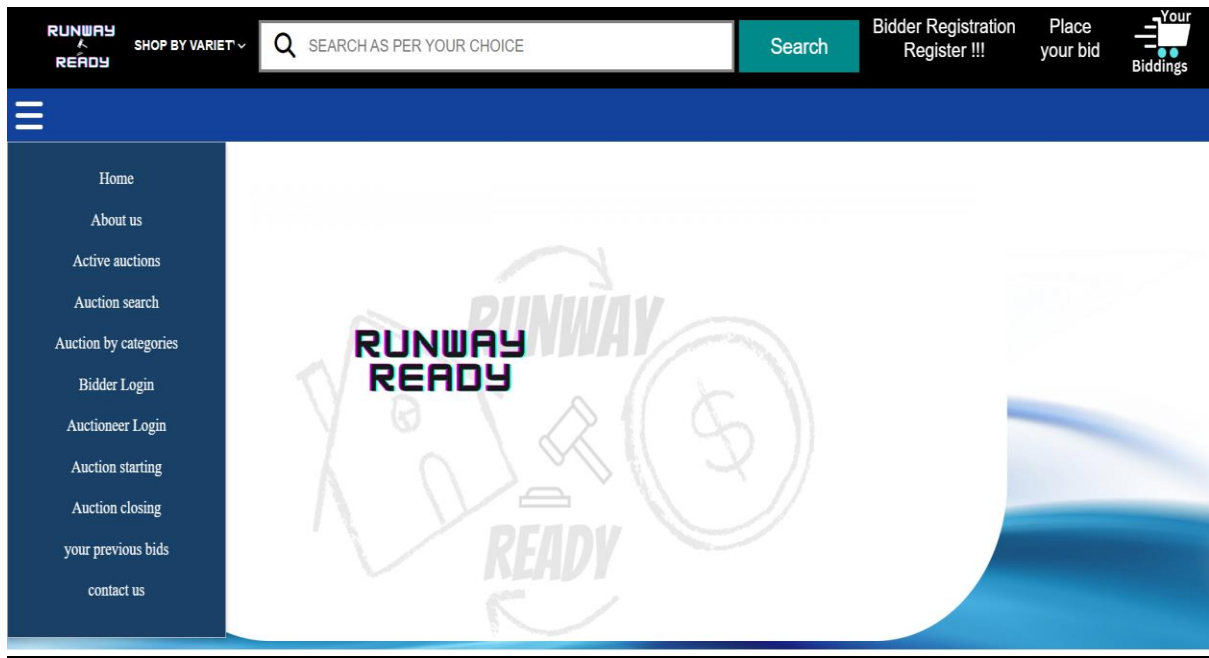 RUNWAY
READY
SHOP BY VARIET
SEARCH AS PER YOUR CHOICE
Search
Bidder Registration
Register !!!
Place
your bid
Your
Biddings
Home
About us
Active auctions
Auction search
Auction by categories
Bidder Login
Auctioneer Login
Auction starting
Auction closing
your previous bids
contact us
RUNWAY
RUNWAY
READY
$
READY